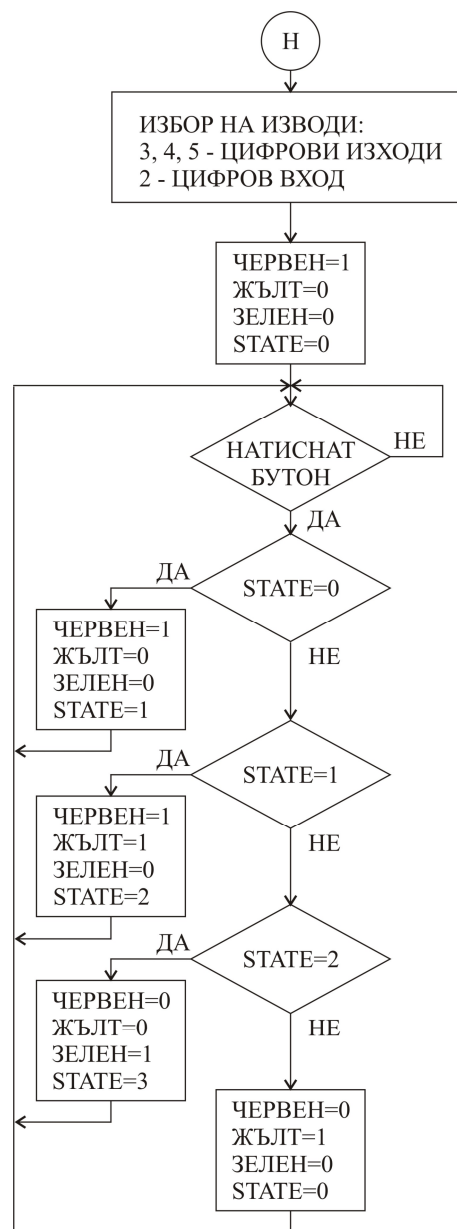 Н
ИЗБОР НА ИЗВОДИ:
3, 4, 5 - ЦИФРОВИ ИЗХОДИ
2 - ЦИФРОВ ВХОД
ЧЕРВЕН=1
ЖЪЛТ=0
ЗЕЛЕН=0
STATE=0
НАТИСНАТ
БУТОН
НЕ
ДА
STATE=0
ДА
НЕ
ЧЕРВЕН=1
ЖЪЛТ=0
ЗЕЛЕН=0
STATE=1
STATE=1
ДА
НЕ
ЧЕРВЕН=1
ЖЪЛТ=1
ЗЕЛЕН=0
STATE=2
STATE=2
ДА
НЕ
ЧЕРВЕН=0
ЖЪЛТ=0
ЗЕЛЕН=1
STATE=3
ЧЕРВЕН=0
ЖЪЛТ=1
ЗЕЛЕН=0
STATE=0